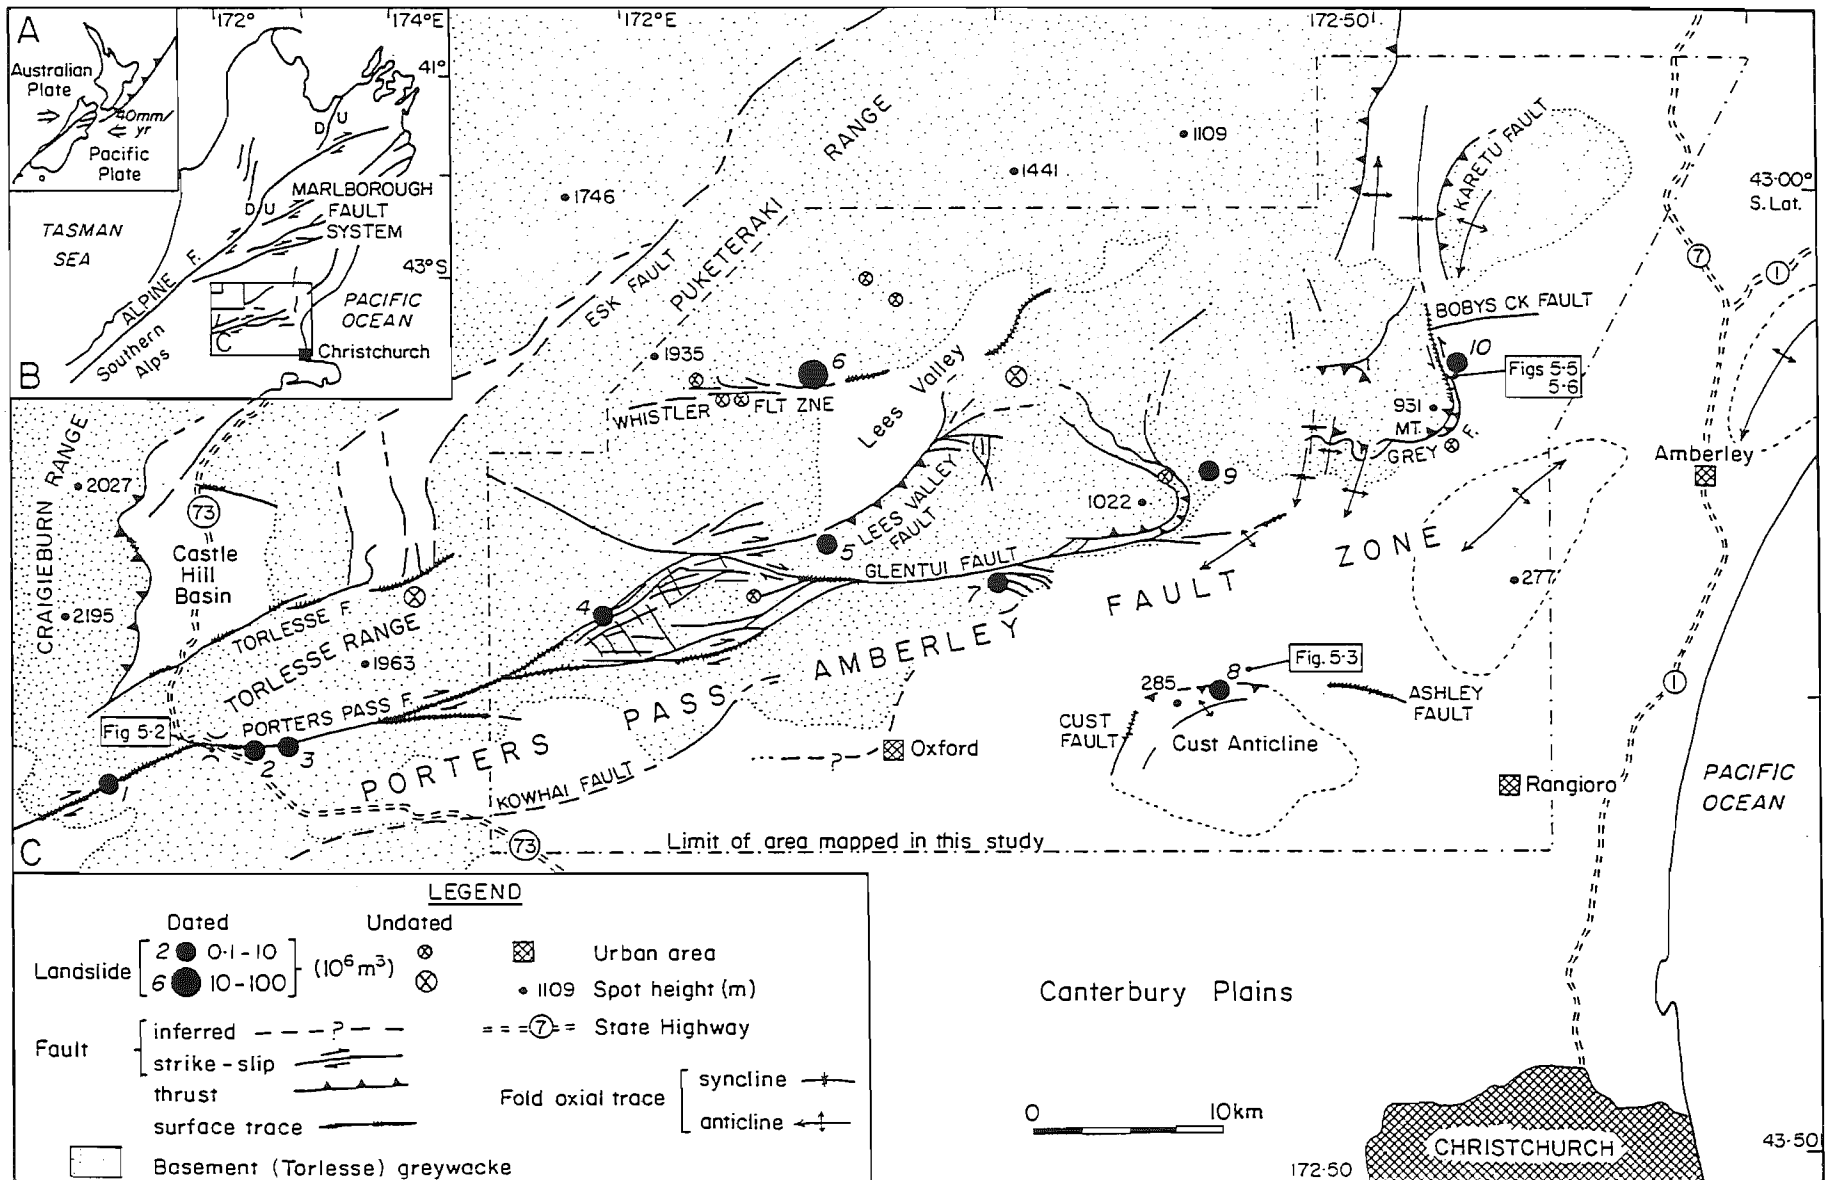 A
Australian
Plate
40mm/
yr
Pacific
Plate
172°
174°E
41°
D U
D U
MARLBOROUGH
FAULT
SYSTEM
TASMAN
SEA
43°S
ALPINE F.
PACIFIC
OCEAN
Southern
Alps
C
Christchurch
B
172°E
172°50'
RANGE
1109
1441
1746
KARETU FAULT
43·00°
S. Lat.
7
1
ESK FAULT
PUKETERAKI
BOBYS CK FAULT
1935
6
10
Figs 5·5
5·6
WHISTLER FLT ZNE
Lees Valley
931
MT.
GREY F.
Amberley
CRAIGIEBURN RANGE
2027
73
9
1022
LEES VALLEY
FAULT
5
Castle
Hill
Basin
GLENTUI FAULT
ZONE
277
4
7
2195
TORLESSE F.
TORLESSE RANGE
1963
FAULT
AMBERLEY
Fig. 5·3
8
285
ASHLEY
FAULT
1
PORTERS PASS F.
Fig 5·2
PASS –
CUST
FAULT
Cust Anticline
2 3
PORTERS
Oxford
?
KOWHAI FAULT
Rangioro
PACIFIC
OCEAN
C
73
Limit of area mapped in this study
LEGEND
Dated Undated
Landslide 2 0·1–10 (10⁶m³)
6 10–100
Urban area
1109 Spot height (m)
7 State Highway
Fault inferred ?
strike–slip
thrust
surface trace
Basement (Torlesse) greywacke
Fold axial trace syncline
anticline
Canterbury Plains
0 10km
CHRISTCHURCH
43·50
172·50